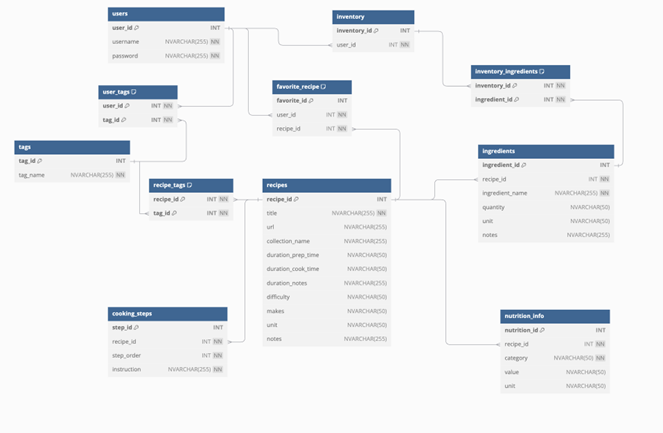 users
user_id INT
username NVARCHAR(255) NN
password NVARCHAR(255) NN
inventory
inventory_id INT
user_id INT NN
user_tags
user_id INT NN
tag_id INT NN
favorite_recipe
favorite_id INT
user_id INT NN
recipe_id INT NN
inventory_ingredients
inventory_id INT NN
ingredient_id INT NN
tags
tag_id INT
tag_name NVARCHAR(255) NN
recipe_tags
recipe_id INT NN
tag_id INT NN
recipes
recipe_id INT
title NVARCHAR(255) NN
url NVARCHAR(255)
collection_name NVARCHAR(255)
duration_prep_time NVARCHAR(50)
duration_cook_time NVARCHAR(50)
duration_notes NVARCHAR(255)
difficulty NVARCHAR(50)
makes NVARCHAR(50)
unit NVARCHAR(50)
notes NVARCHAR(255)
ingredients
ingredient_id INT
recipe_id INT NN
ingredient_name NVARCHAR(255) NN
quantity NVARCHAR(50)
unit NVARCHAR(50)
notes NVARCHAR(255)
cooking_steps
step_id INT
recipe_id INT NN
step_order INT NN
instruction NVARCHAR(255) NN
nutrition_info
nutrition_id INT
recipe_id INT NN
category NVARCHAR(50) NN
value NVARCHAR(50)
unit NVARCHAR(50)